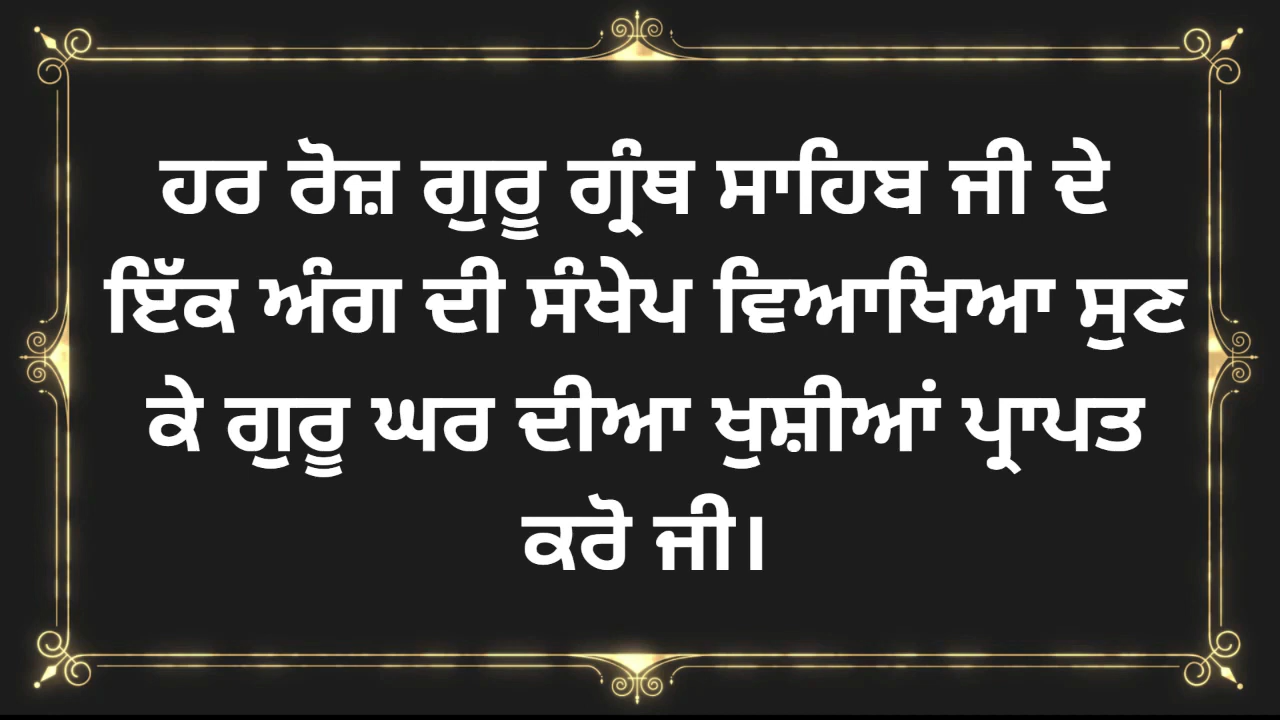 ਹਰ ਰੋਜ਼ ਗੁਰੂ ਗ੍ਰੰਥ ਸਾਹਿਬ ਜੀ ਦੇ
ਇੱਕ ਅੰਗ ਦੀ ਸੰਖੇਪ ਵਿਆਖਿਆ ਸੁਣ
ਕੇ ਗੁਰੂ ਘਰ ਦੀਆ ਖੁਸ਼ੀਆਂ ਪ੍ਰਾਪਤ
ਕਰੋ ਜੀ।